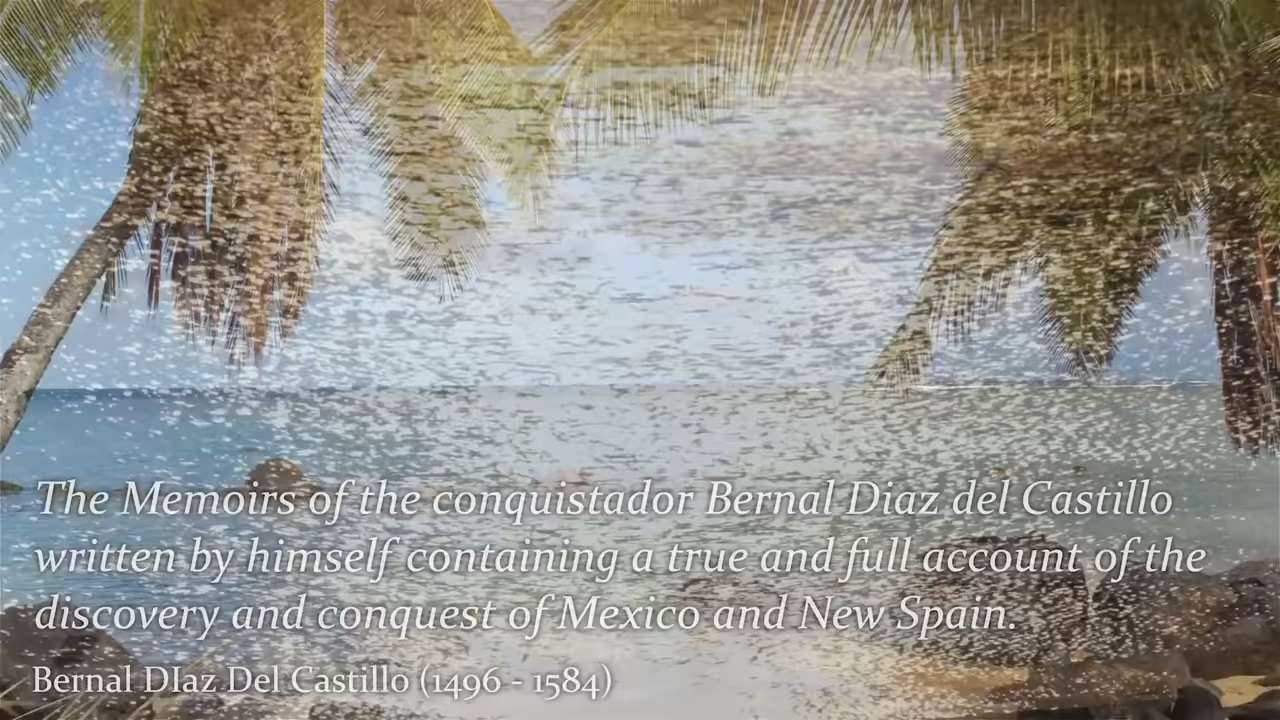 The Memoirs of the conquistador Bernal Diaz del Castillo
written by himself containing a true and full account of the
discovery and conquest of Mexico and New Spain.
Bernal DIaz Del Castillo (1496 - 1584)